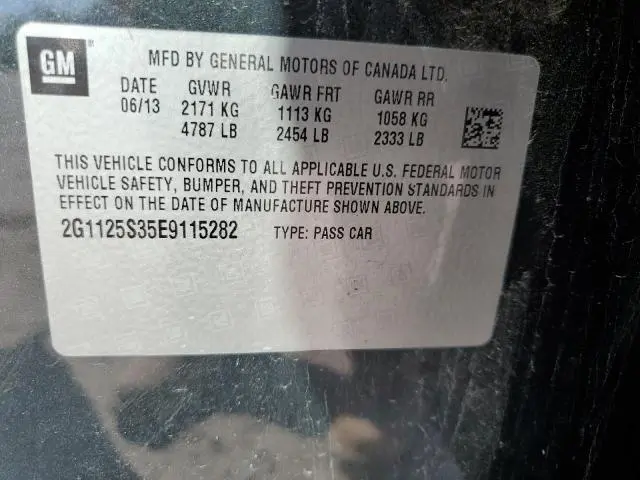 GM
MFD BY GENERAL MOTORS OF CANADA LTD.
DATE GVWR GAWR FRT GAWR RR
06/13 2171 KG 1113 KG 1058 KG
4787 LB 2454 LB 2333 LB
THIS VEHICLE CONFORMS TO ALL APPLICABLE U.S. FEDERAL MOTOR
VEHICLE SAFETY, BUMPER, AND THEFT PREVENTION STANDARDS IN
EFFECT ON THE DATE OF MANUFACTURE SHOWN ABOVE.
2G1125S35E9115282 TYPE: PASS CAR